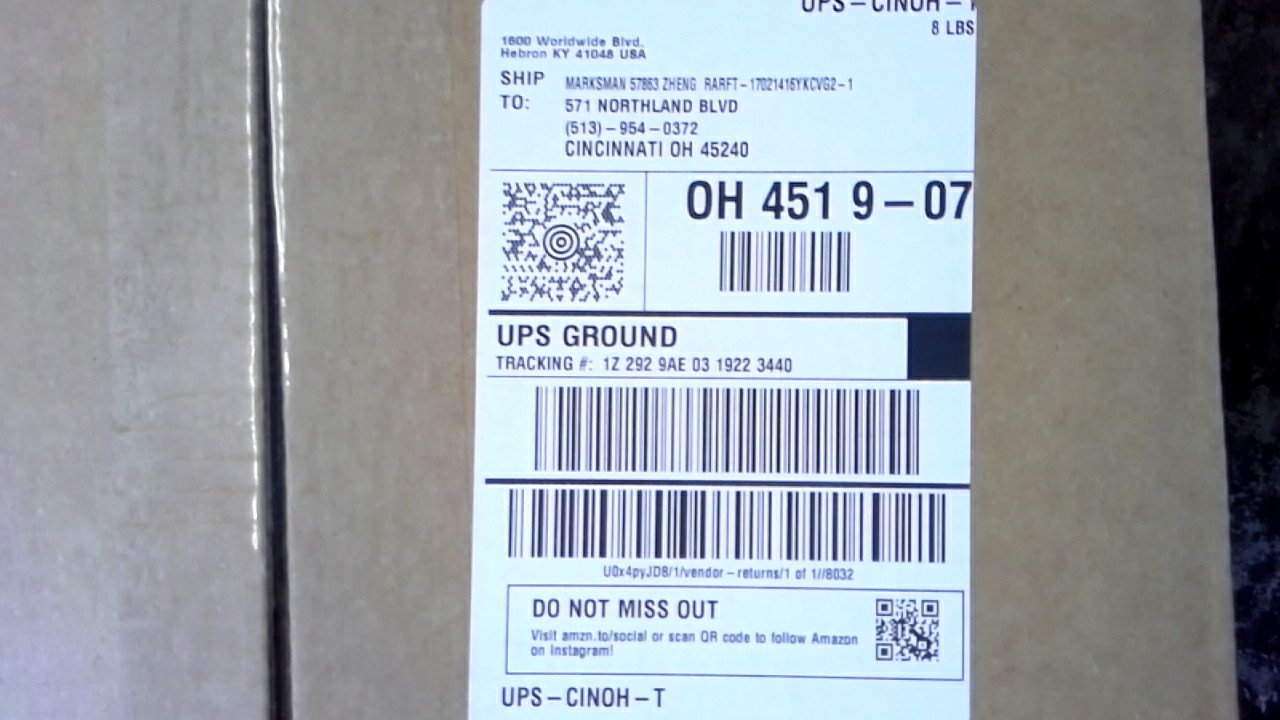 UPS-CINOH-
8 LBS
1600 Worldwide Blvd.
Hebron KY 41048 USA
SHIP TO:
MARKSMAN 57863 ZHENG RARFT-17021416YKCVG2-1
571 NORTHLAND BLVD
(513)-954-0372
CINCINNATI OH 45240
OH 451 9-07
UPS GROUND
TRACKING #: 1Z 292 9AE 03 1922 3440
U0x4pyJD8/1/vendor-returns/1 of 1//8032
DO NOT MISS OUT
Visit amzn.to/social or scan QR code to follow Amazon
on Instagram!
UPS-CINOH-T